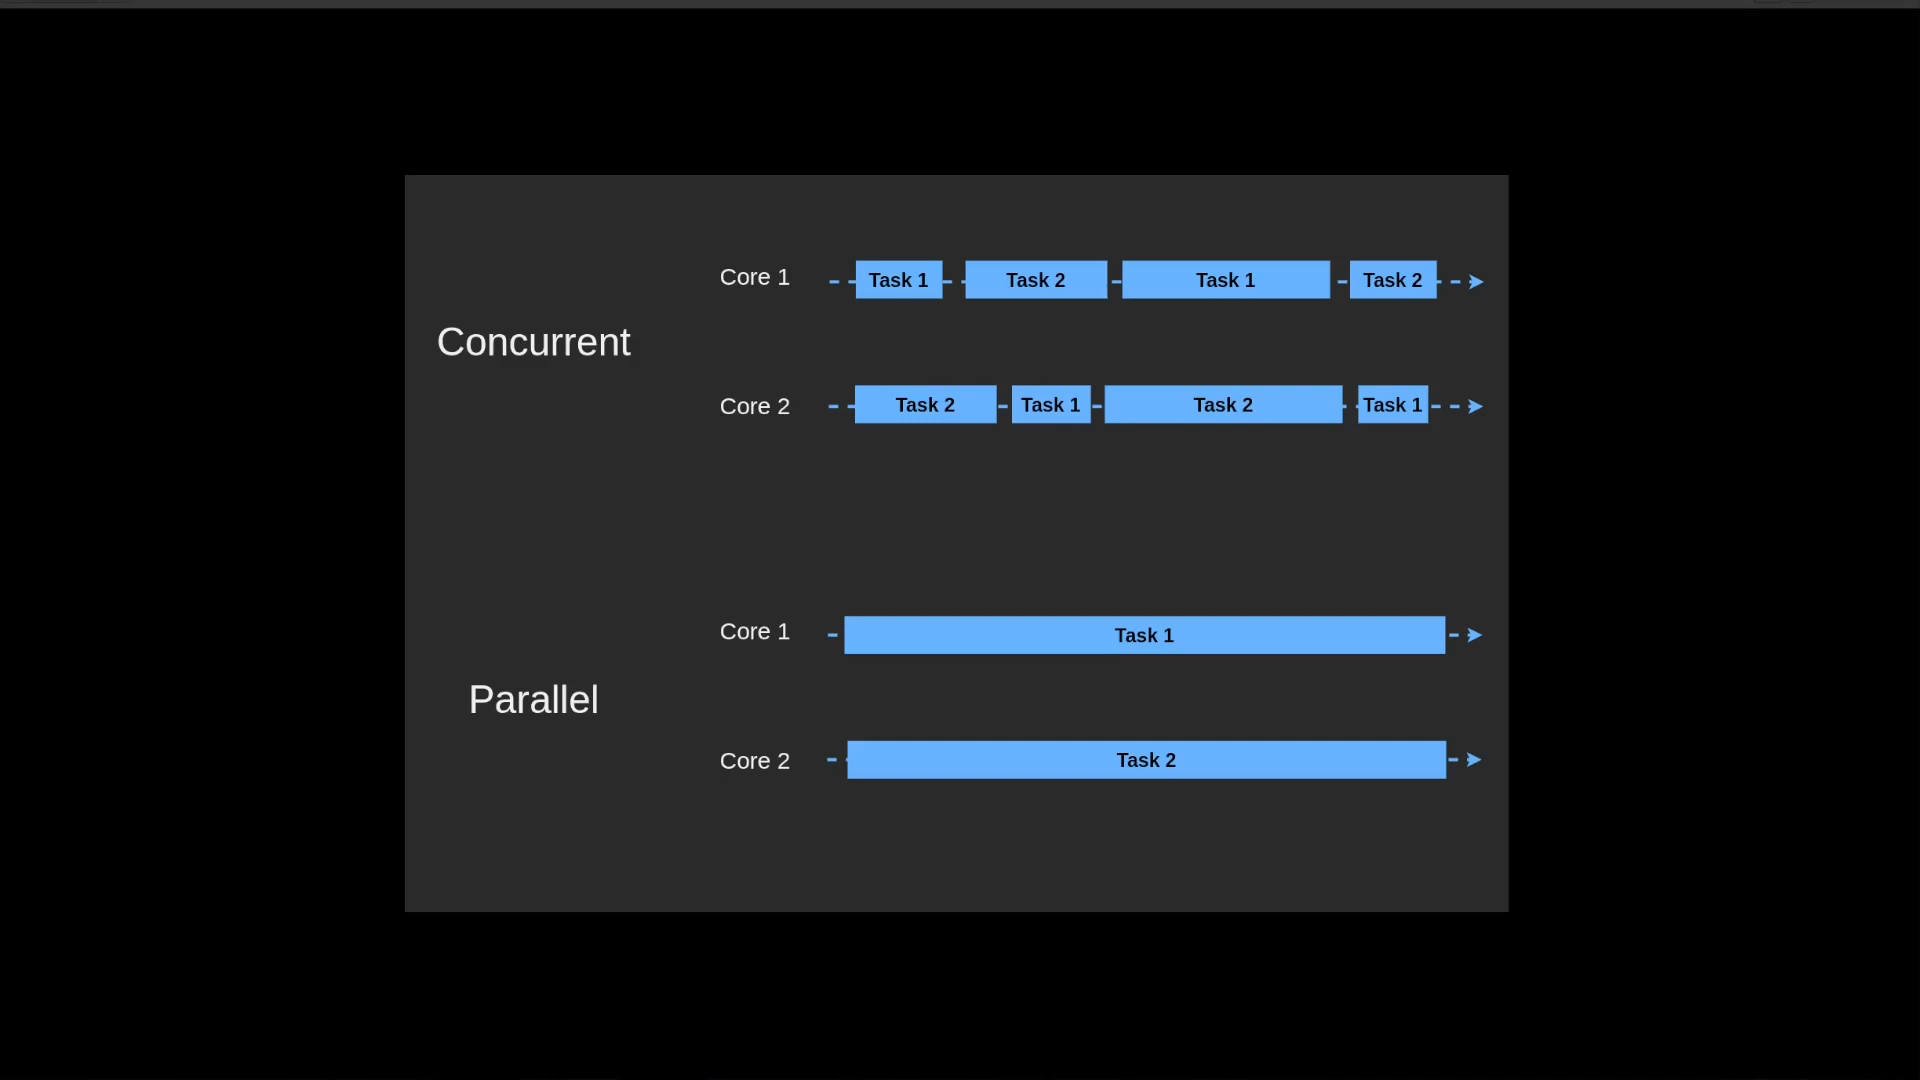 Core 1
Task 1 Task 2 Task 1 Task 2
Concurrent
Core 2
Task 2 Task 1 Task 2 Task 1
Core 1
Task 1
Parallel
Core 2
Task 2